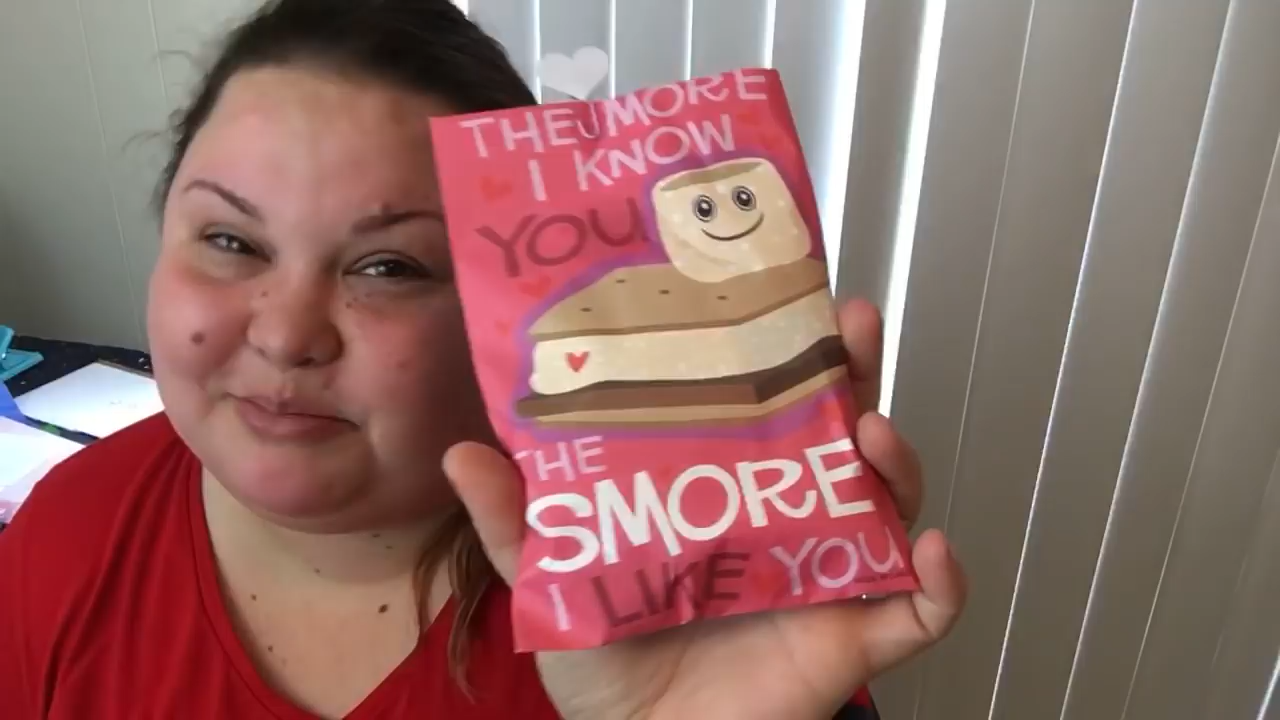 THE MORE
I KNOW
YOU
THE
SMORE
I LIKE YOU